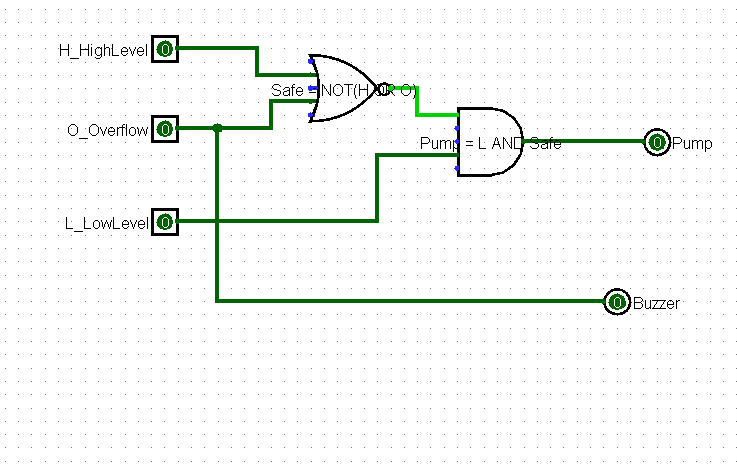 H_HighLevel 0
Safe = NOT(H OR O)
O_Overflow 0
Pump = L AND Safe
0 Pump
L_LowLevel 0
0 Buzzer